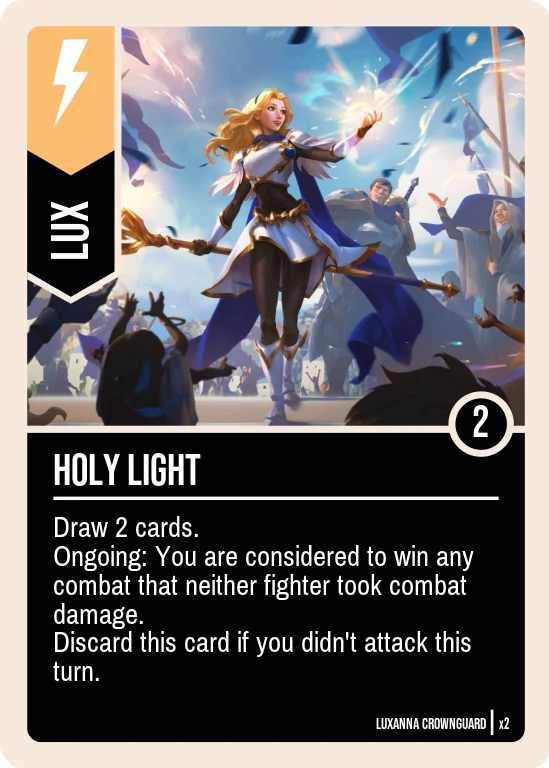 LUX
2
HOLY LIGHT
Draw 2 cards.
Ongoing: You are considered to win any
combat that neither fighter took combat
damage.
Discard this card if you didn't attack this
turn.
LUXANNA CROWNGUARD | x2